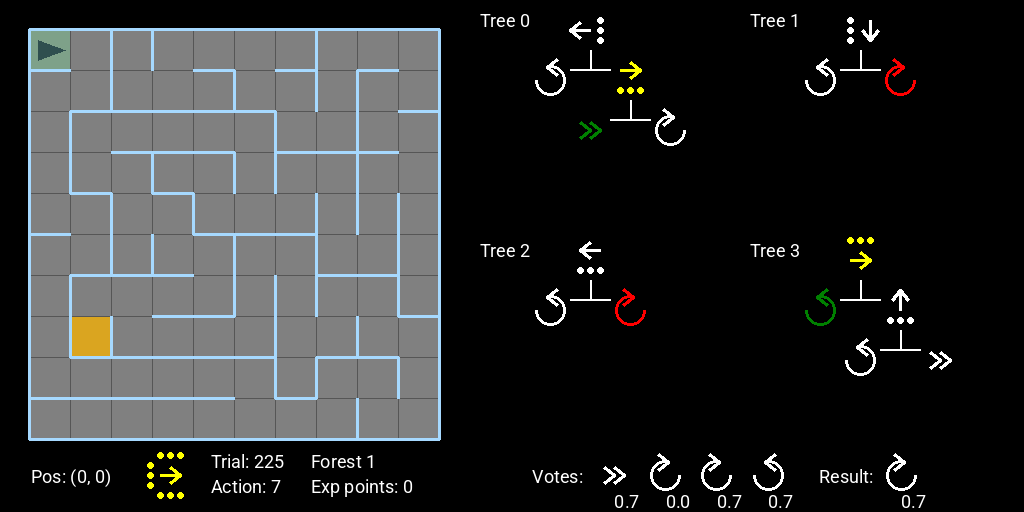 Tree 0
Tree 1
Tree 2
Tree 3
Pos: (0, 0)
Trial: 225
Forest 1
Action: 7
Exp points: 0
Votes:
0.7
0.0
0.7
0.7
Result:
0.7